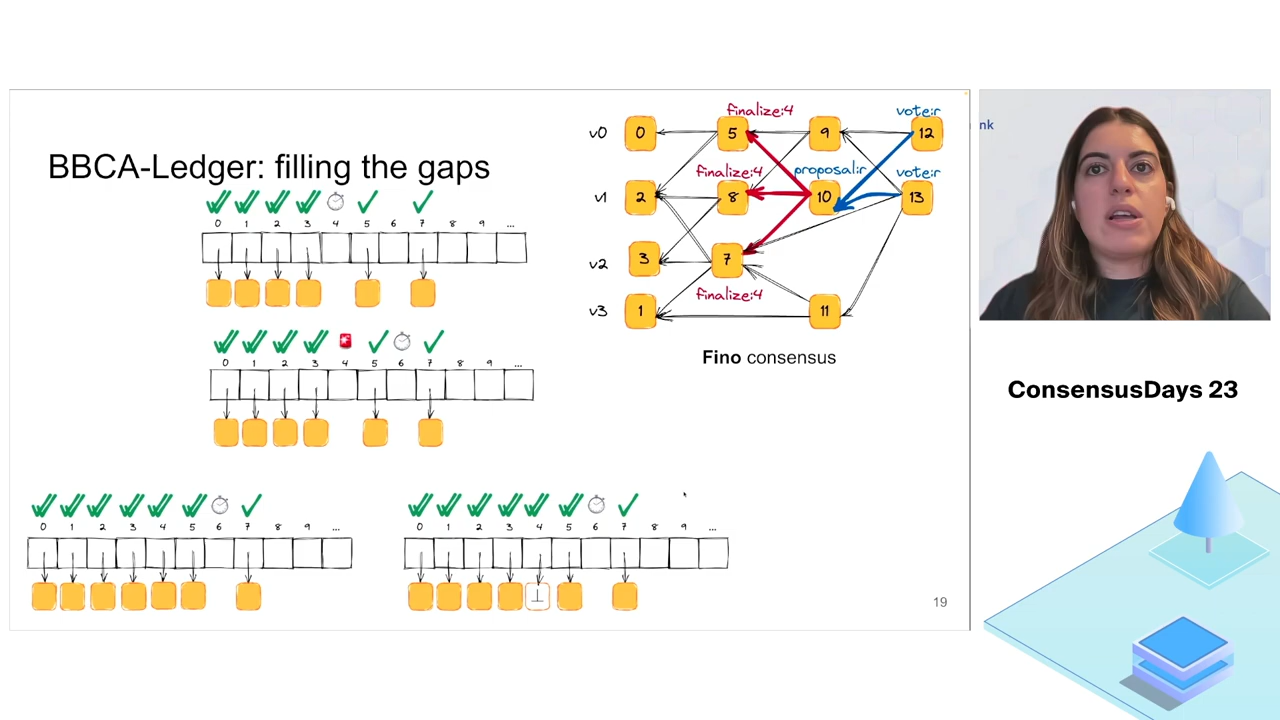 BBCA-Ledger: filling the gaps
0 1 2 3 4 5 6 7 8 9 ...
0 1 2 3 4 5 6 7 8 9 ...
0 1 2 3 4 5 6 7 8 9 ...
0 1 2 3 4 5 6 7 8 9 ...
⊥
finalize:4
vote:r
v0 0 5 9 12
finalize:4
proposal:r
vote:r
v1 2 8 10 13
v2 3 7
finalize:4
v3 1 11
Fino consensus
19
nk
ConsensusDays 23